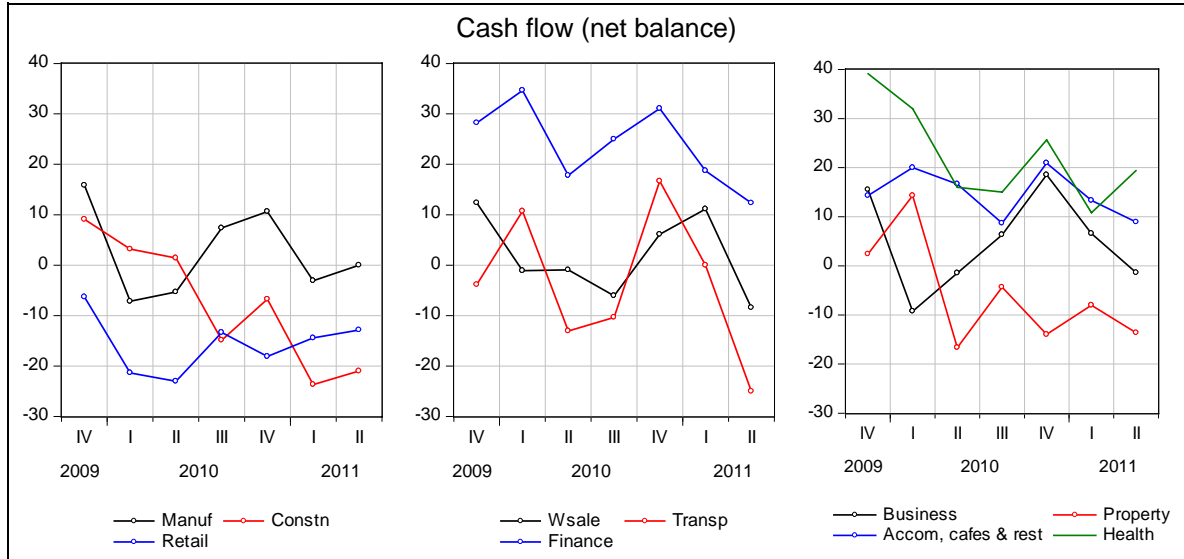 Cash flow (net balance)
40
30
20
10
0
-10
-20
-30
IV I II III IV I II
2009 2010 2011
Manuf Constn
Retail
40
30
20
10
0
-10
-20
-30
IV I II III IV I II
2009 2010 2011
Wsale Transp
Finance
40
30
20
10
0
-10
-20
-30
IV I II III IV I II
2009 2010 2011
Business Property
Accom, cafes & rest Health